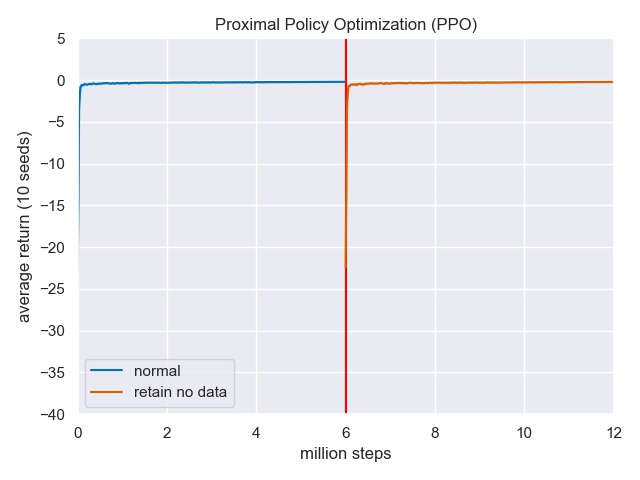 Proximal Policy Optimization (PPO)
average return (10 seeds)
5
0
−5
−10
−15
−20
−25
−30
−35
−40
normal
retain no data
0 2 4 6 8 10 12
million steps